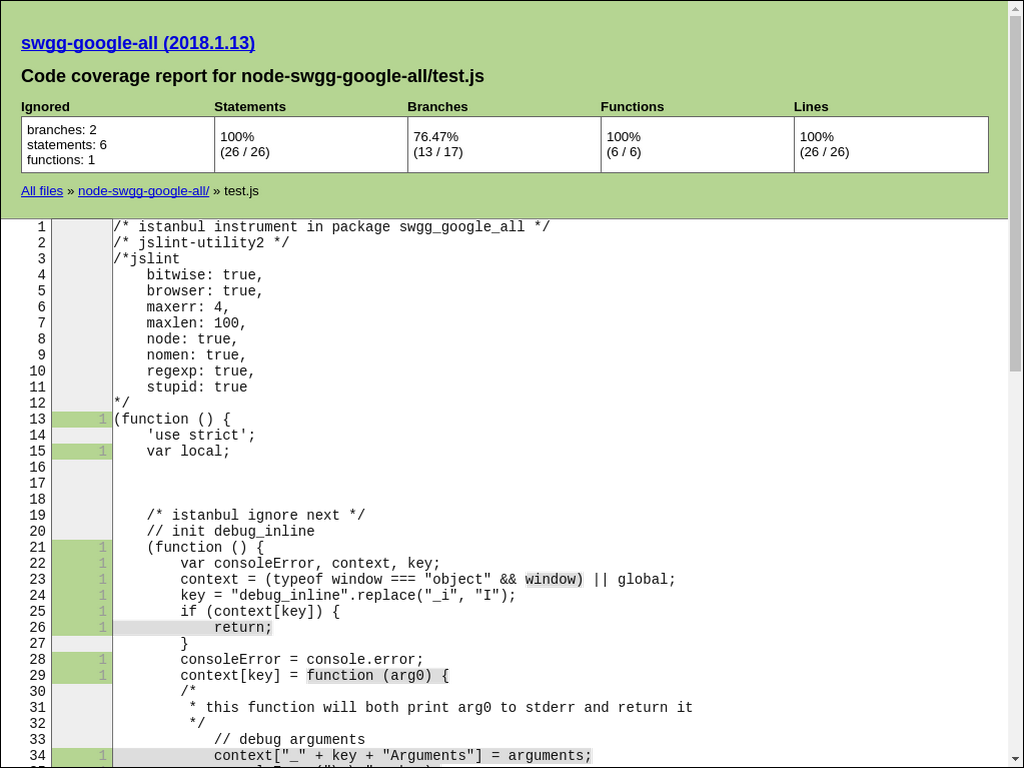 swgg-google-all (2018.1.13)
Code coverage report for node-swgg-google-all/test.js
Ignored Statements Branches Functions Lines
branches: 2
statements: 6
functions: 1
100%
(26 / 26)
76.47%
(13 / 17)
100%
(6 / 6)
100%
(26 / 26)
All files » node-swgg-google-all/ » test.js
1 /* istanbul instrument in package swgg_google_all */
2 /* jslint-utility2 */
3 /*jslint
4     bitwise: true,
5     browser: true,
6     maxerr: 4,
7     maxlen: 100,
8     node: true,
9     nomen: true,
10     regexp: true,
11     stupid: true
12 */
13 1 (function () {
14     'use strict';
15 1     var local;
16
17
18
19     /* istanbul ignore next */
20     // init debug_inline
21 1     (function () {
22 1         var consoleError, context, key;
23 1         context = (typeof window === "object" && window) || global;
24 1         key = "debug_inline".replace("_i", "I");
25 1         if (context[key]) {
26 1             return;
27         }
28 1         consoleError = console.error;
29 1         context[key] = function (arg0) {
30         /*
31          * this function will both print arg0 to stderr and return it
32          */
33             // debug arguments
34 1             context["_" + key + "Arguments"] = arguments;